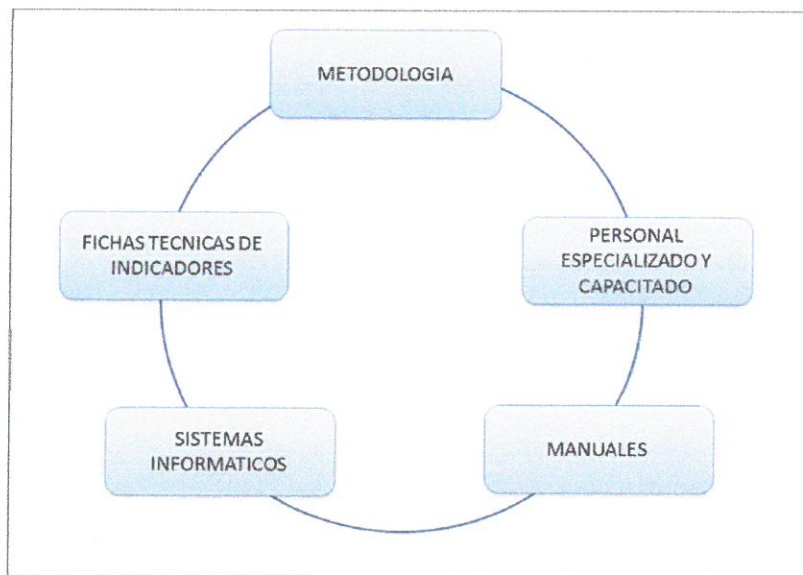 METODOLOGIA
PERSONAL
ESPECIALIZADO Y
CAPACITADO
MANUALES
SISTEMAS
INFORMATICOS
FICHAS TECNICAS DE
INDICADORES